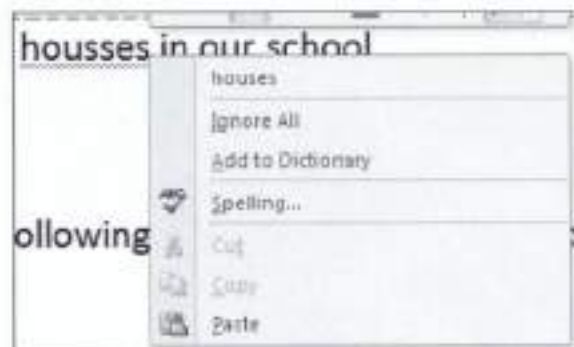 housses in our school
houses
Ignore All
Add to Dictionary
Spelling...
ollowing
Cut
Copy
Paste